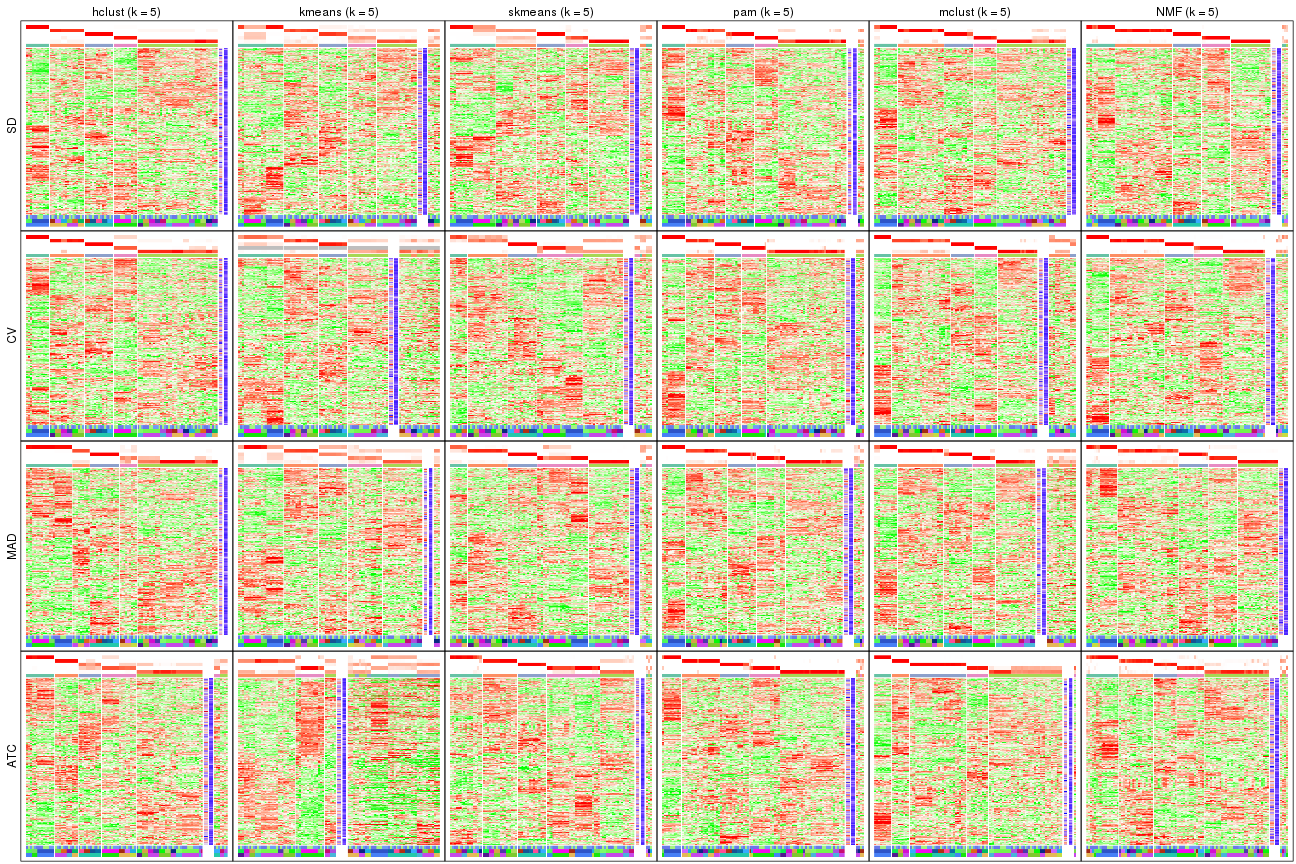 hclust (k = 5) kmeans (k = 5) skmeans (k = 5) pam (k = 5) mclust (k = 5) NMF (k = 5)
SD
CV
MAD
ATC